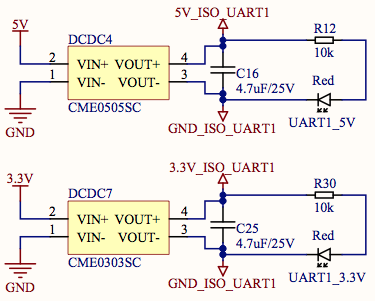 5V_ISO_UART1
5V
DCDC4
R12
2 VIN+ VOUT+ 4
10k
1 VIN- VOUT- 3
C16
Red
4.7uF/25V
CME0505SC
GND
GND_ISO_UART1
UART1_5V
3.3V_ISO_UART1
3.3V
DCDC7
R30
2 VIN+ VOUT+ 4
10k
1 VIN- VOUT- 3
C25
Red
4.7uF/25V
CME0303SC
GND
GND_ISO_UART1
UART1_3.3V